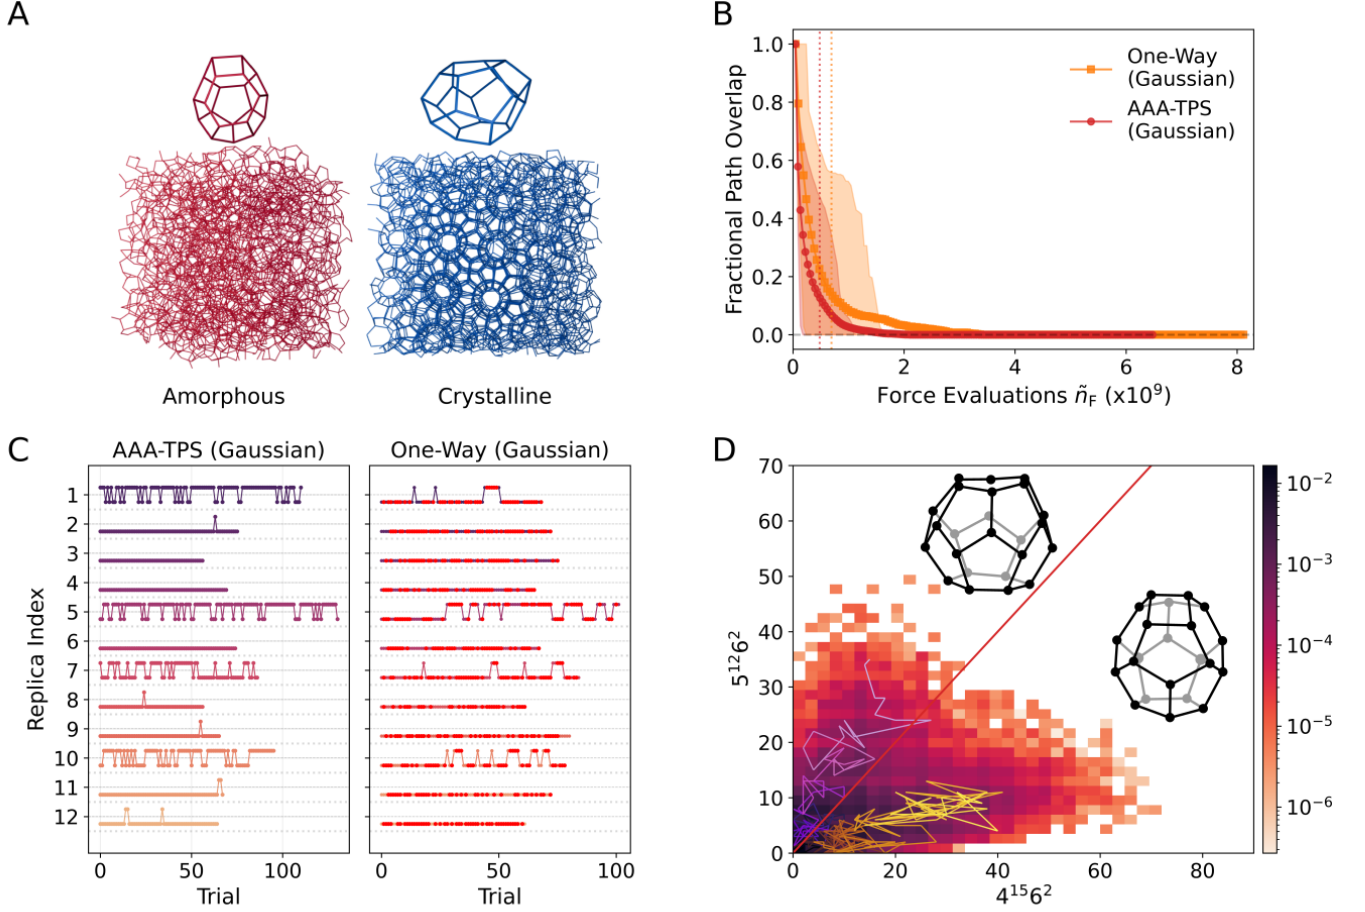 A
Amorphous
Crystalline
B
Fractional Path Overlap
1.0
0.8
0.6
0.4
0.2
0.0
One-Way
(Gaussian)
AAA-TPS
(Gaussian)
0 2 4 6 8
Force Evaluations ñ_F (x10⁹)
C
AAA-TPS (Gaussian)
One-Way (Gaussian)
Replica Index
1
2
3
4
5
6
7
8
9
10
11
12
0 50 100
0 50 100
Trial
Trial
D
5¹²6²
70
60
50
40
30
20
10
0
0 20 40 60 80
4¹⁵6²
10⁻²
10⁻³
10⁻⁴
10⁻⁵
10⁻⁶